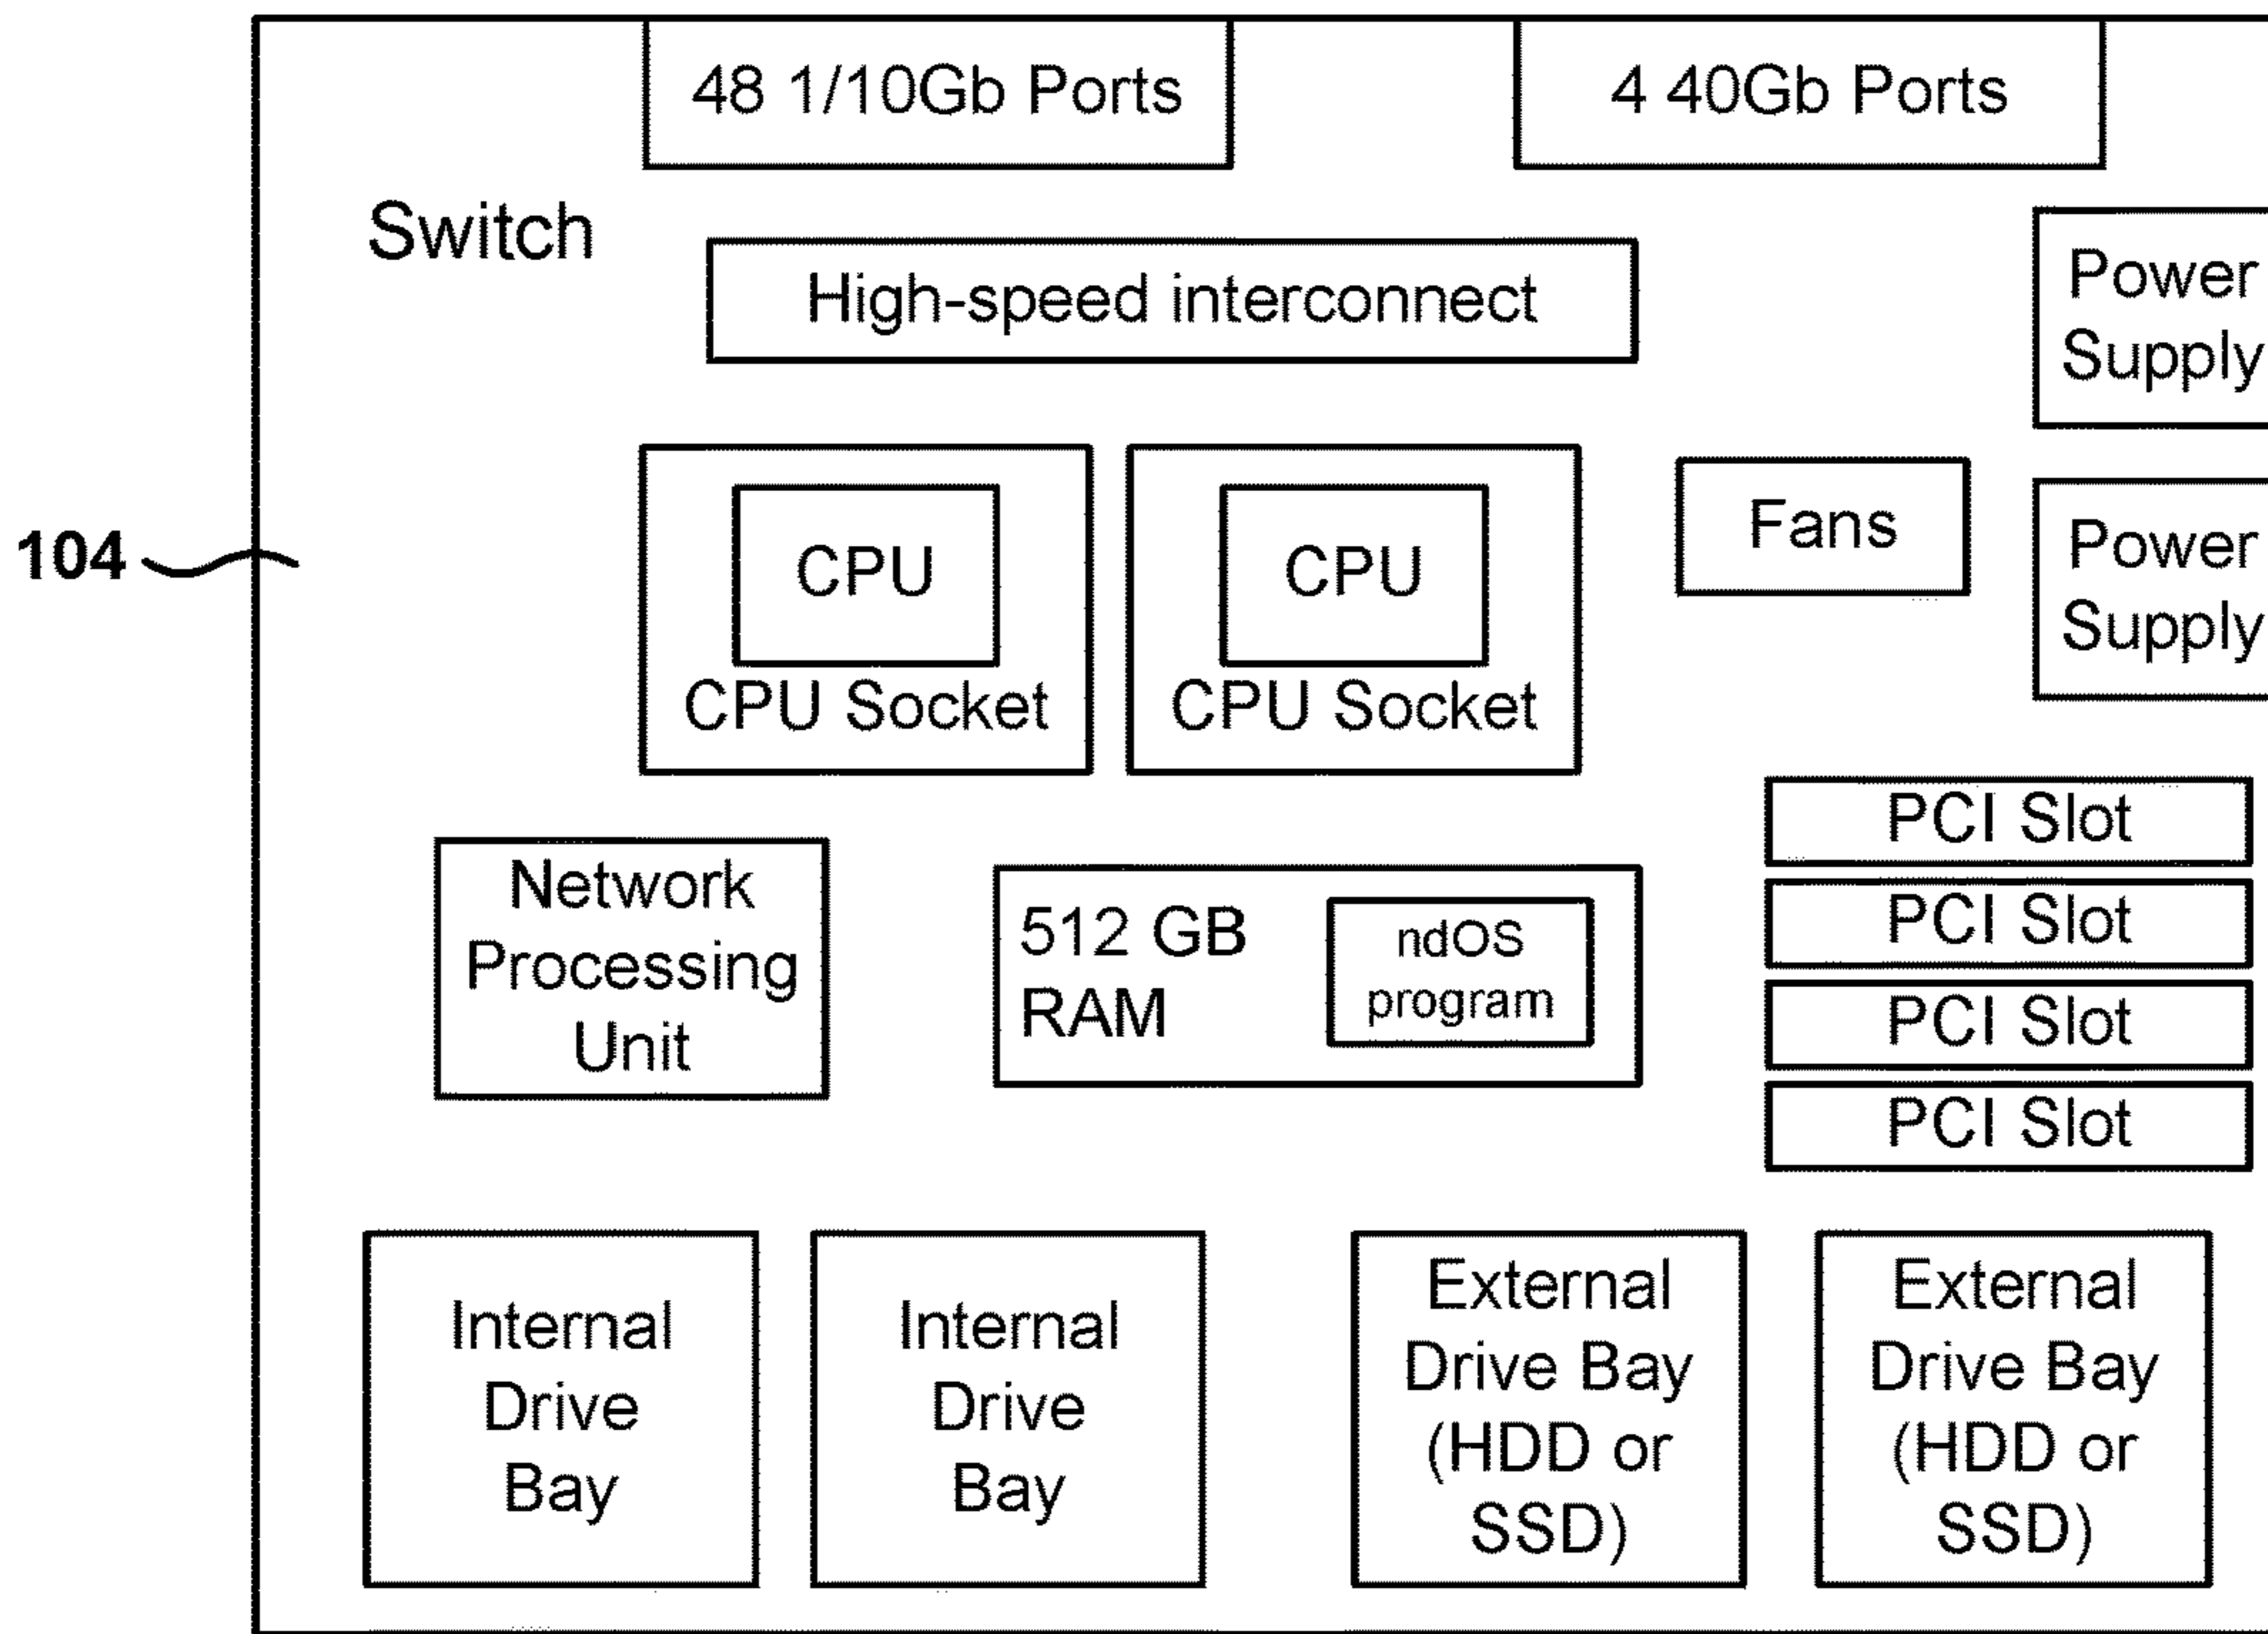 48 1/10Gb Ports
4 40Gb Ports
Switch
High-speed interconnect
Power
Supply
CPU
CPU Socket
CPU
CPU Socket
Fans
Power
Supply
104
Network
Processing
Unit
512 GB
RAM
ndOS
program
PCI Slot
PCI Slot
PCI Slot
PCI Slot
Internal
Drive
Bay
Internal
Drive
Bay
External
Drive Bay
(HDD or
SSD)
External
Drive Bay
(HDD or
SSD)